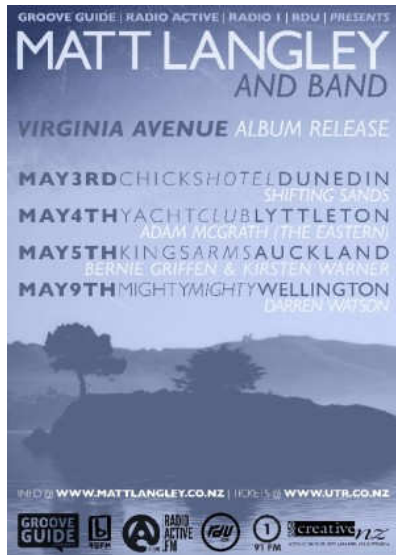 GROOVE GUIDE | RADIO ACTIVE | RADIO 1 | RDU | PRESENTS
MATT LANGLEY
AND BAND
VIRGINIA AVENUE ALBUM RELEASE
MAY3RDCHICKSHOTELDUNEDIN
SHIFTING SANDS
MAY4THYACHTCLUBLYTTLETON
ADAM MCGRATH (THE EASTERN)
MAY5THKINGSARMSAUCKLAND
BERNIE GRIFFEN & KIRSTEN WARNER
MAY9THMIGHTYMIGHTYWELLINGTON
DARREN WATSON
INFO @ WWW.MATTLANGLEY.CO.NZ | TICKETS @ WWW.UTR.CO.NZ
GROOVE GUIDE
b 95FM
RADIO ACTIVE .FM
rdu
1 91 FM
creative nz